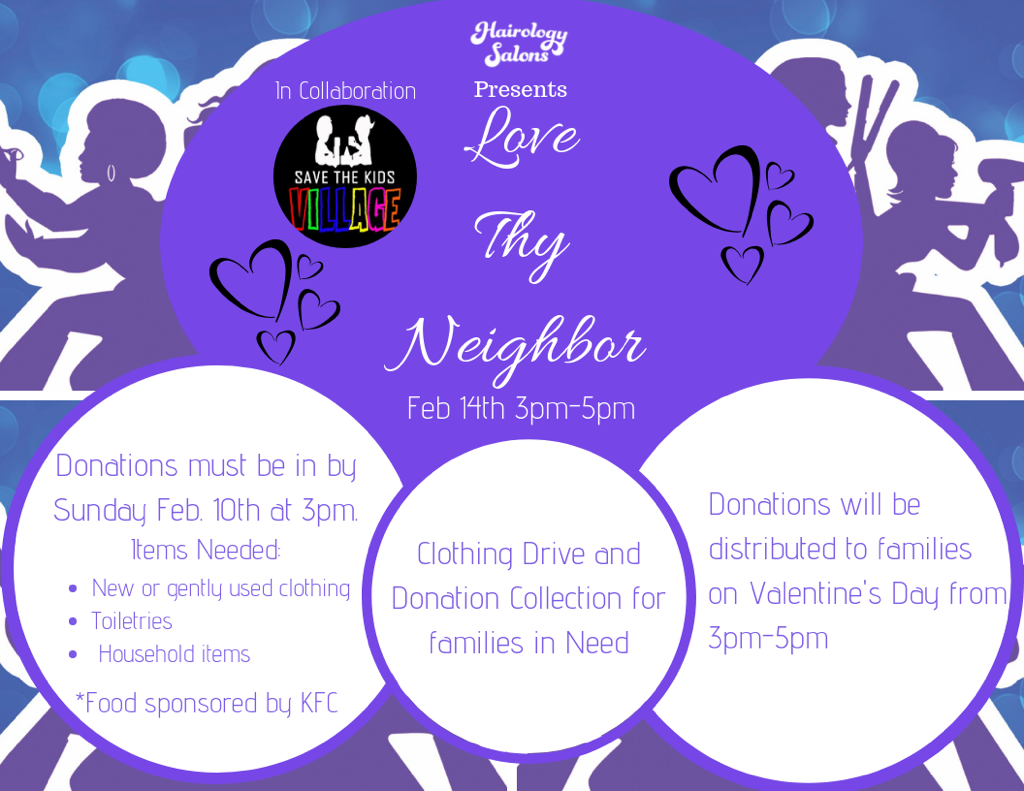 Hairology
Salons
Presents
In Collaboration
SAVE THE KIDS
VILLAGE
Love
Thy
Neighbor
Feb 14th 3pm-5pm
Donations must be in by
Sunday Feb. 10th at 3pm.
Items Needed:
• New or gently used clothing
• Toiletries
• Household items
*Food sponsored by KFC
Clothing Drive and
Donation Collection for
families in Need
Donations will be
distributed to families
on Valentine's Day from
3pm-5pm